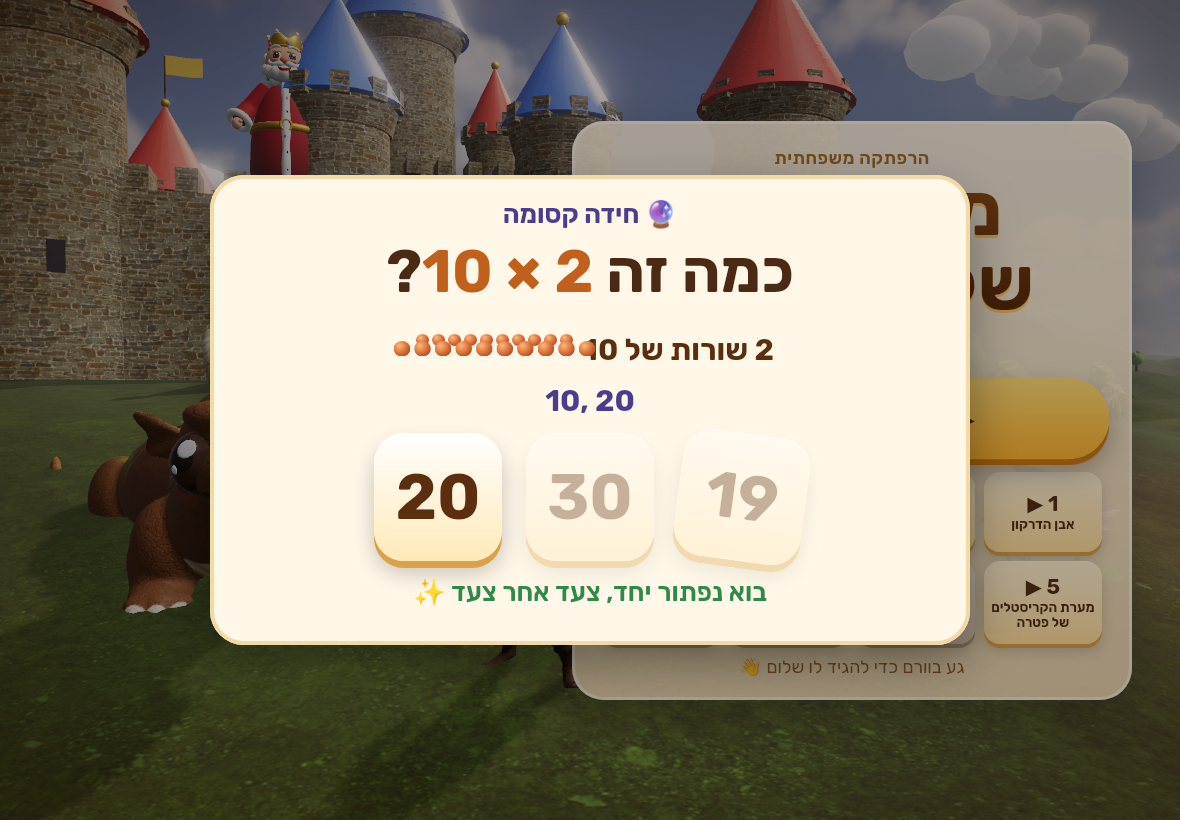 הרפתקה משפחתית
🔮 חידה קסומה
כמה זה 2 × 10?
2 שורות של 10
10, 20
19
30
20
בוא נפתור יחד, צעד אחר צעד ✨
1 ▶
אבן הדרקון
5 ▶
מערת הקריסטלים
של פטרה
גע בוורם כדי להגיד לו שלום 👋